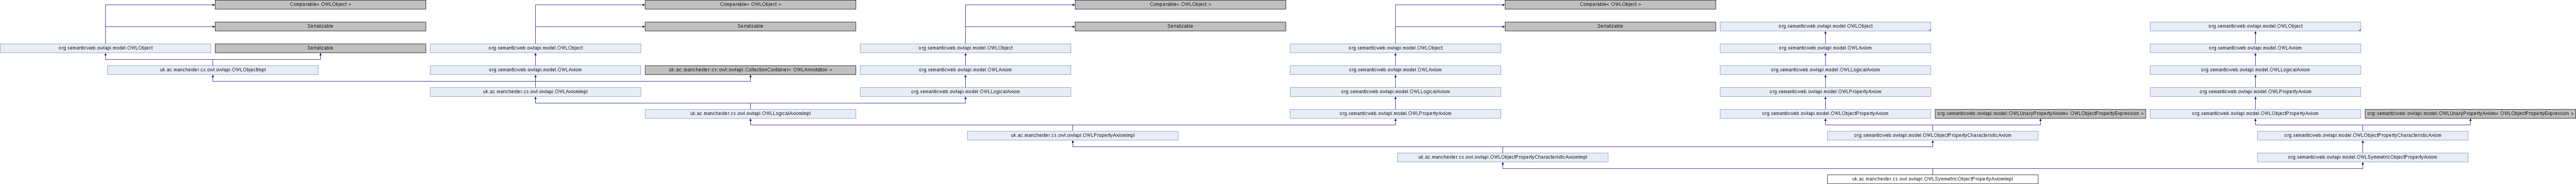 Comparable< OWLObject >
Comparable< OWLObject >
Comparable< OWLObject >
Comparable< OWLObject >
Serializable
Serializable
Serializable
Serializable
org.semanticweb.owlapi.model.OWLObject
org.semanticweb.owlapi.model.OWLObject
org.semanticweb.owlapi.model.OWLObject
Serializable
org.semanticweb.owlapi.model.OWLObject
org.semanticweb.owlapi.model.OWLObject
org.semanticweb.owlapi.model.OWLObject
org.semanticweb.owlapi.model.OWLAxiom
org.semanticweb.owlapi.model.OWLAxiom
uk.ac.manchester.cs.owl.owlapi.OWLObjectImpl
org.semanticweb.owlapi.model.OWLAxiom
uk.ac.manchester.cs.owl.owlapi.CollectionContainer< OWLAnnotation >
org.semanticweb.owlapi.model.OWLAxiom
org.semanticweb.owlapi.model.OWLAxiom
org.semanticweb.owlapi.model.OWLLogicalAxiom
org.semanticweb.owlapi.model.OWLLogicalAxiom
uk.ac.manchester.cs.owl.owlapi.OWLAxiomImpl
org.semanticweb.owlapi.model.OWLLogicalAxiom
org.semanticweb.owlapi.model.OWLLogicalAxiom
org.semanticweb.owlapi.model.OWLPropertyAxiom
org.semanticweb.owlapi.model.OWLPropertyAxiom
uk.ac.manchester.cs.owl.owlapi.OWLLogicalAxiomImpl
org.semanticweb.owlapi.model.OWLPropertyAxiom
org.semanticweb.owlapi.model.OWLObjectPropertyAxiom
org.semanticweb.owlapi.model.OWLUnaryPropertyAxiom< OWLObjectPropertyExpression >
org.semanticweb.owlapi.model.OWLObjectPropertyAxiom
org.semanticweb.owlapi.model.OWLUnaryPropertyAxiom< OWLObjectPropertyExpression >
uk.ac.manchester.cs.owl.owlapi.OWLPropertyAxiomImpl
org.semanticweb.owlapi.model.OWLObjectPropertyCharacteristicAxiom
org.semanticweb.owlapi.model.OWLObjectPropertyCharacteristicAxiom
uk.ac.manchester.cs.owl.owlapi.OWLObjectPropertyCharacteristicAxiomImpl
org.semanticweb.owlapi.model.OWLSymmetricObjectPropertyAxiom
uk.ac.manchester.cs.owl.owlapi.OWLSymmetricObjectPropertyAxiomImpl